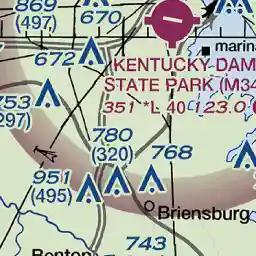 869
(497)
670
marina
672
KENTUCKY DAM
STATE PARK (M34
351 *L 40 123.0
753
297)
780
(320)
768
951
(495)
Briensburg
743
Benton